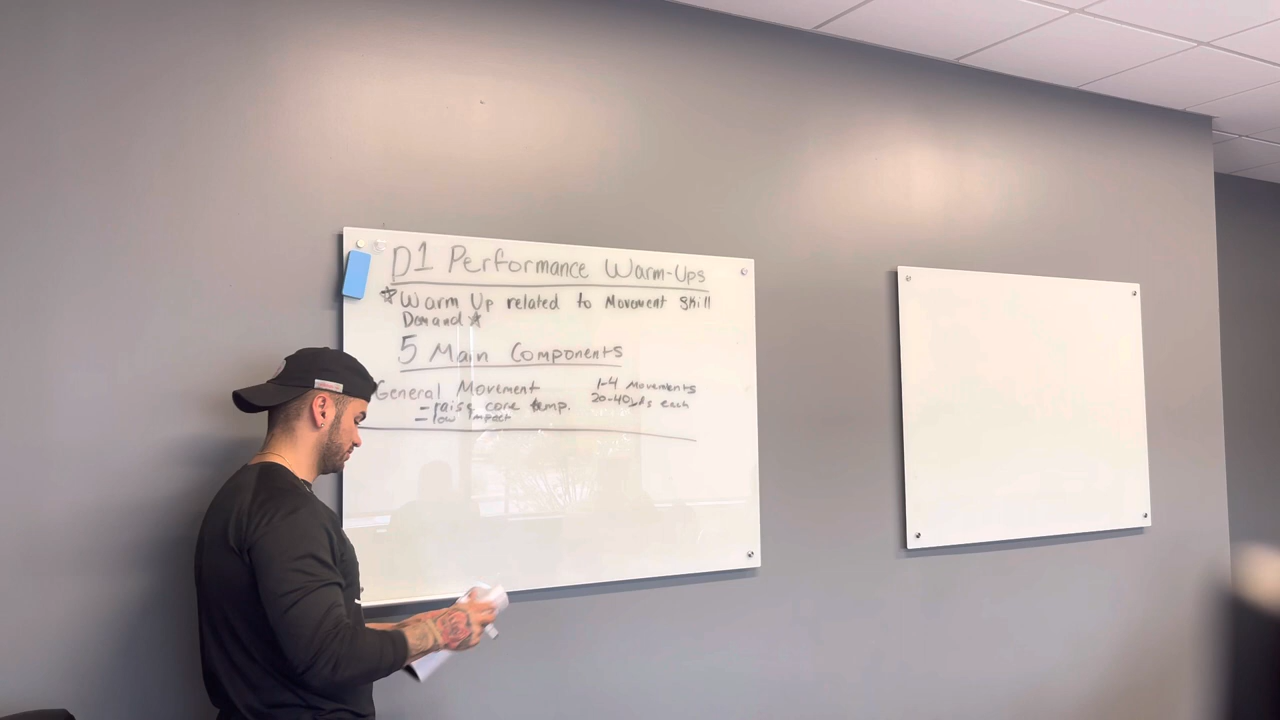 D1 Performance Warm-Ups
☆Warm Up related to Movement Skill
Demand☆
5 Main Components
General Movement
1-4 Movements
20-40yds each
=raise core temp.
=low impact